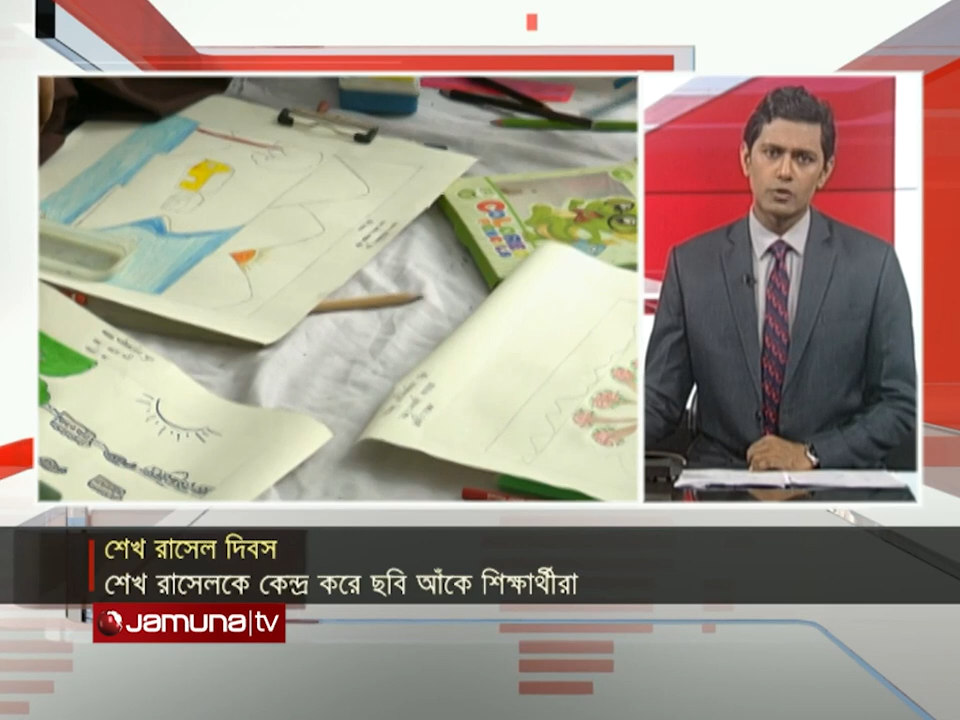 শেখ রাসেল দিবস
শেখ রাসেলকে কেন্দ্র করে ছবি আঁকে শিক্ষার্থীরা
Jamuna|tv